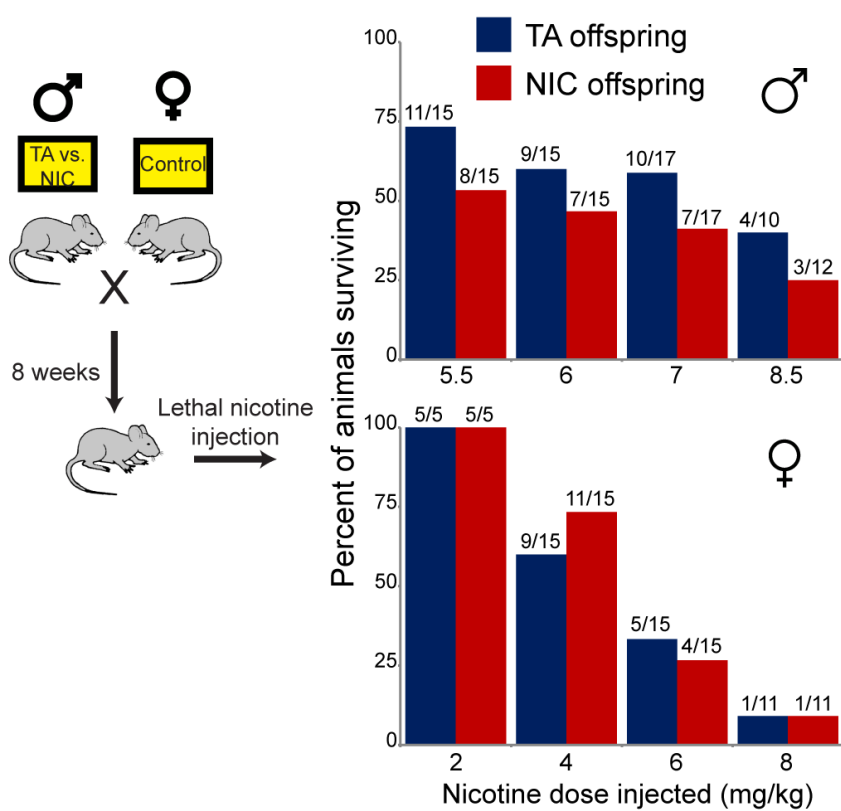 ♂ ♀
TA vs.
NIC
Control
X
8 weeks
Lethal nicotine
injection
Percent of animals surviving
TA offspring
NIC offspring
♂
100
75
50
25
0
11/15
8/15
9/15
7/15
10/17
7/17
4/10
3/12
5.5 6 7 8.5
♀
100
75
50
25
0
5/5 5/5
9/15
11/15
5/15
4/15
1/11 1/11
2 4 6 8
Nicotine dose injected (mg/kg)